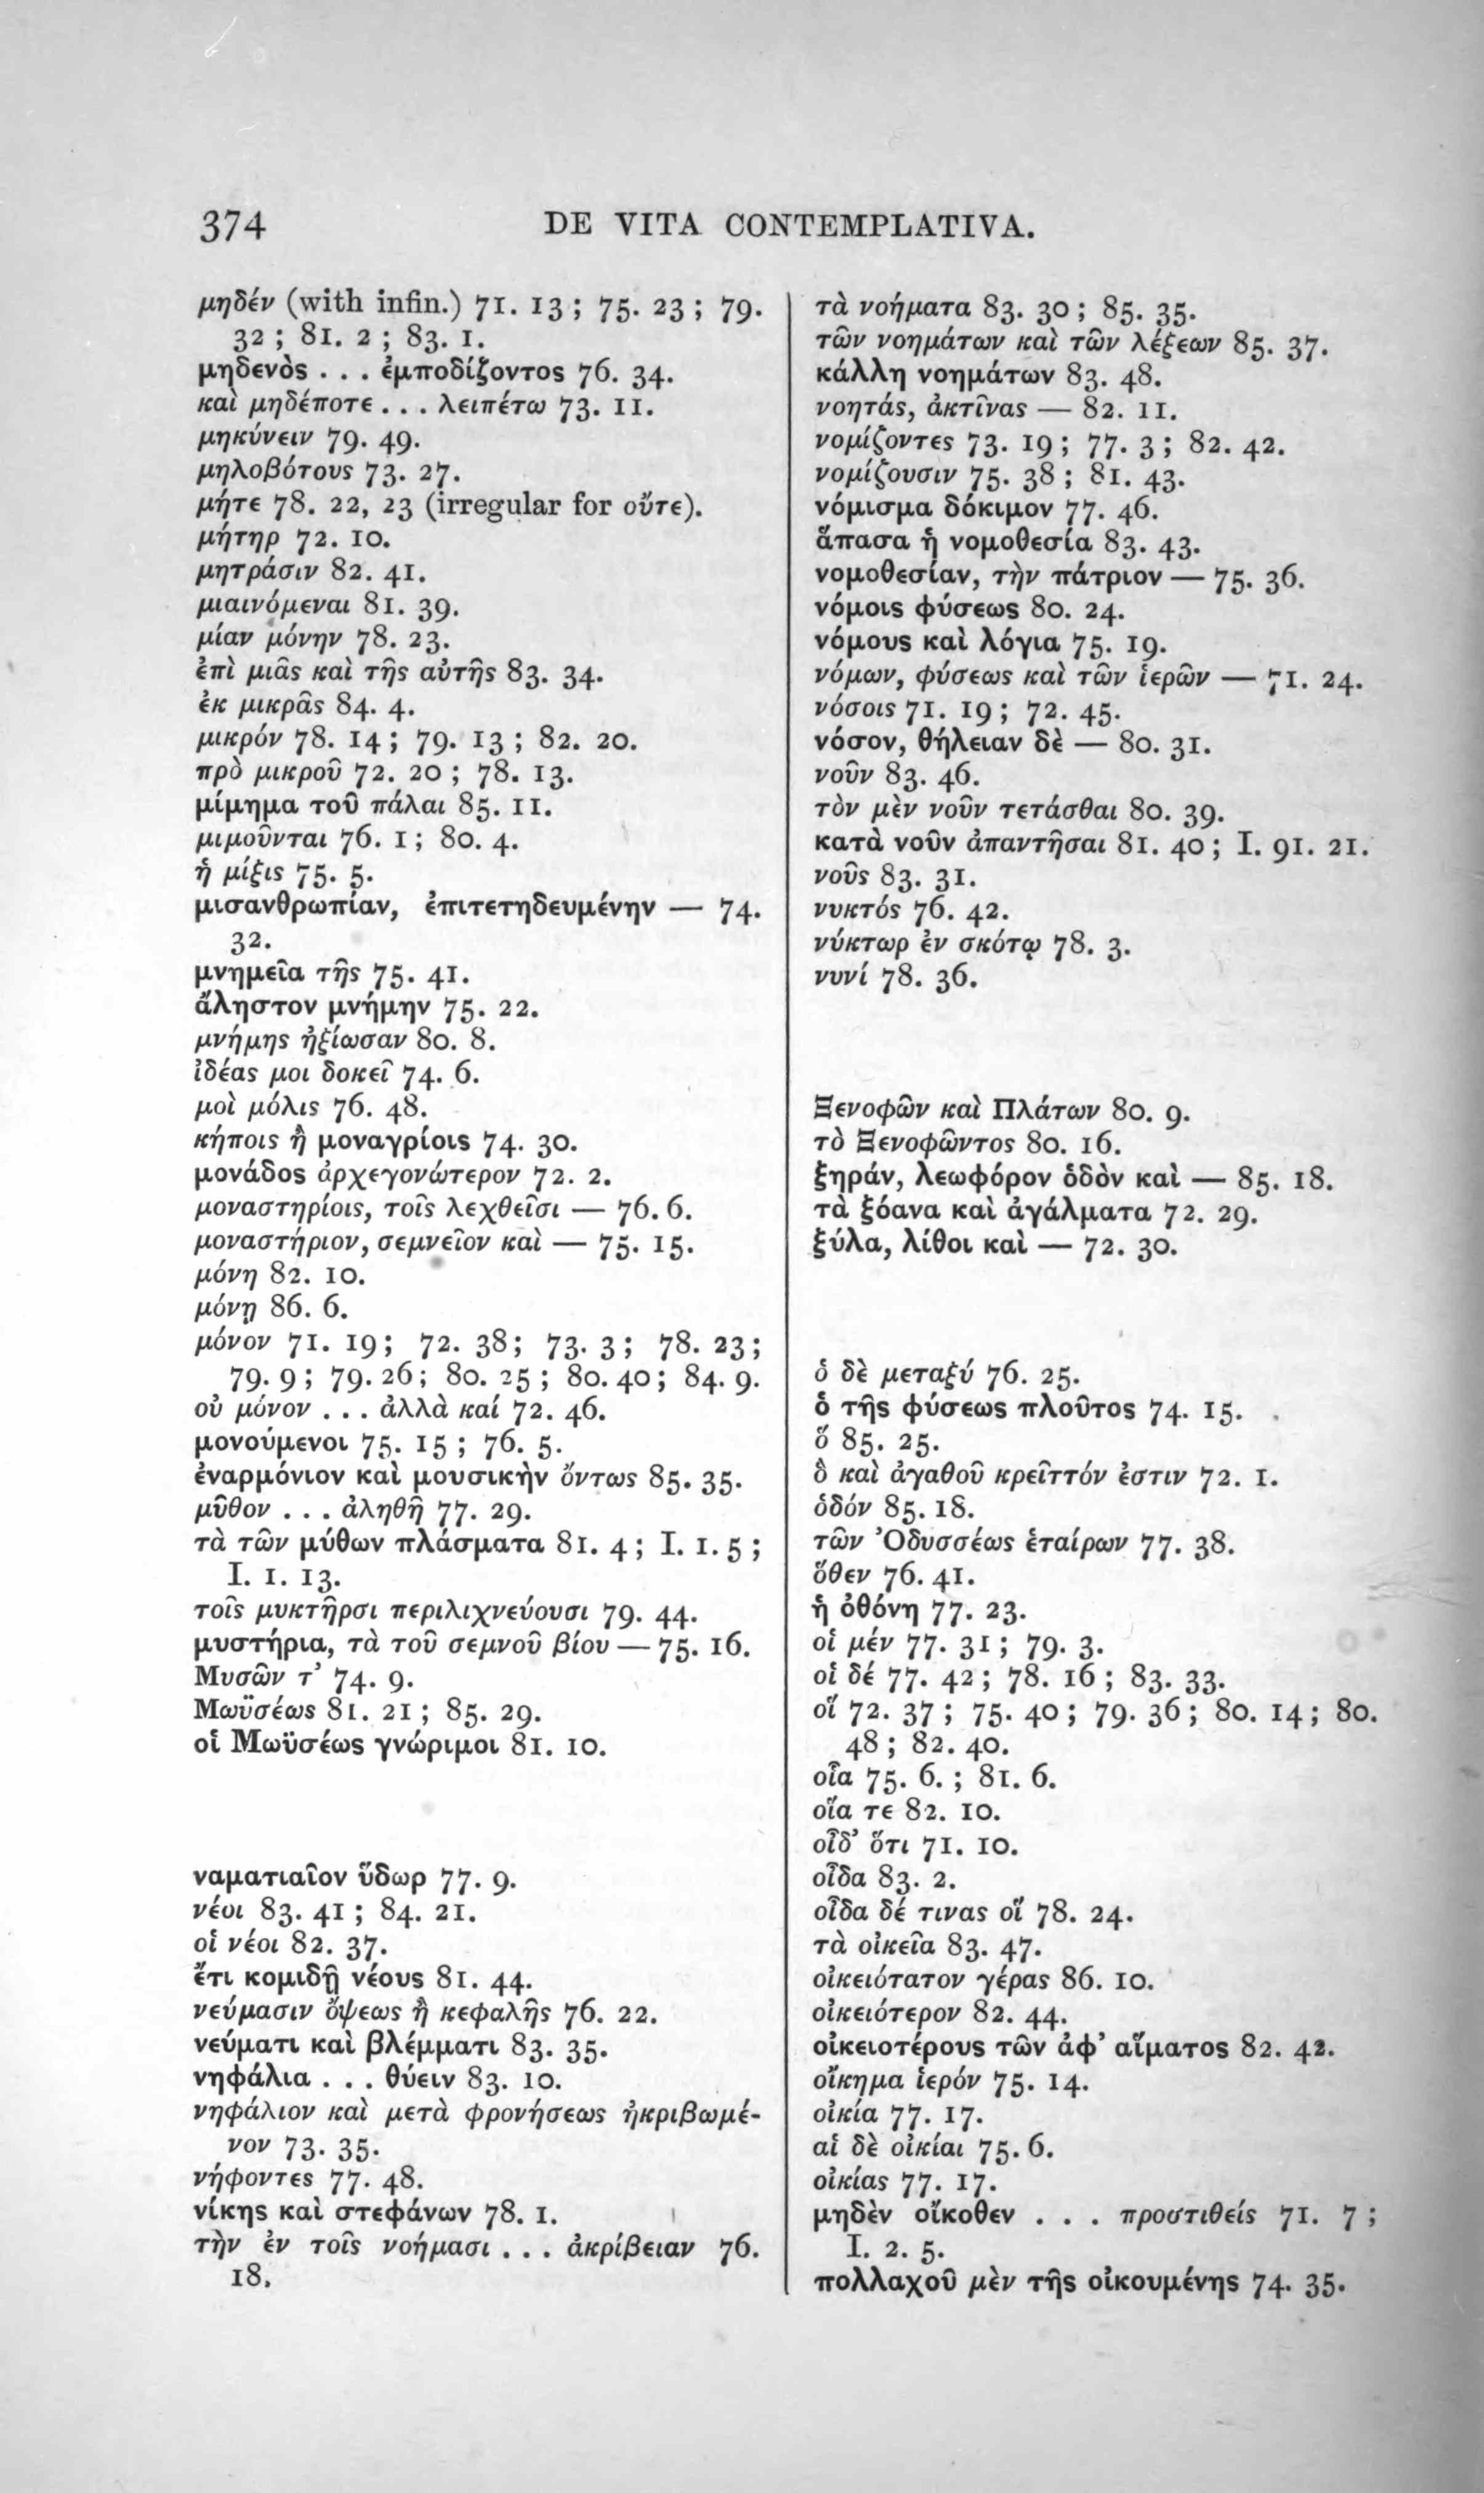 374
DE VITA CONTEMPLATIVA.
μηδέν (with infin.) 71. 13; 75. 23; 79.
32; 81. 2; 83. 1.
μηδενὸς . . . ἐμποδίζοντος 76. 34.
καὶ μηδέποτε . . . λειπέτω 73. 11.
μηκύνειν 79. 49.
μηλοβότους 73. 27.
μήτε 78. 22, 23 (irregular for οὔτε).
μήτηρ 72. 10.
μητράσιν 82. 41.
μιαινόμεναι 81. 39.
μίαν μόνην 78. 23.
ἐπὶ μιᾶς καὶ τῆς αὐτῆς 83. 34.
ἐκ μικρᾶς 84. 4.
μικρόν 78. 14; 79. 13; 82. 20.
πρὸ μικροῦ 72. 20; 78. 13.
μίμημα τοῦ πάλαι 85. 11.
μιμοῦνται 76. 1; 80. 4.
ἡ μίξις 75. 5.
μισανθρωπίαν, ἐπιτετηδευμένην — 74.
32.
μνημεῖα τῆς 75. 41.
ἄληστον μνήμην 75. 22.
μνήμης ἠξίωσαν 80. 8.
ἰδέας μοι δοκεῖ 74. 6.
μοὶ μόλις 76. 48.
κήποις ἢ μοναγρίοις 74. 30.
μονάδος ἀρχεγονώτερον 72. 2.
μοναστηρίοις, τοῖς λεχθεῖσι — 76. 6.
μοναστήριον, σεμνεῖον καὶ — 75. 15.
μόνη 82. 10.
μόνῃ 86. 6.
μόνον 71. 19; 72. 38; 73. 3; 78. 23;
79. 9; 79. 26; 80. 25; 80. 40; 84. 9.
οὐ μόνον . . . ἀλλὰ καί 72. 46.
μονούμενοι 75. 15; 76. 5.
ἐναρμόνιον καὶ μουσικὴν ὄντως 85. 35.
μῦθον . . . ἀληθῆ 77. 29.
τὰ τῶν μύθων πλάσματα 81. 4; I. 1. 5;
I. 1. 13.
τοῖς μυκτῆρσι περιλιχνεύουσι 79. 44.
μυστήρια, τὰ τοῦ σεμνοῦ βίου — 75. 16.
Μυσῶν τ’ 74. 9.
Μωϋσέως 81. 21; 85. 29.
οἱ Μωϋσέως γνώριμοι 81. 10.
ναματιαῖον ὕδωρ 77. 9.
νέοι 83. 41; 84. 21.
οἱ νέοι 82. 37.
ἔτι κομιδῇ νέους 81. 44.
νεύμασιν ὄψεως ἢ κεφαλῆς 76. 22.
νεύματι καὶ βλέμματι 83. 35.
νηφάλια . . . θύειν 83. 10.
νηφάλιον καὶ μετὰ φρονήσεως ἠκριβωμέ-
νον 73. 35.
νήφοντες 77. 48.
νίκης καὶ στεφάνων 78. 1.
τὴν ἐν τοῖς νοήμασι . . . ἀκρίβειαν 76.
18.
τὰ νοήματα 83. 30; 85. 35.
τῶν νοημάτων καὶ τῶν λέξεων 85. 37.
κάλλη νοημάτων 83. 48.
νοητάς, ἀκτῖνας — 82. 11.
νομίζοντες 73. 19; 77. 3; 82. 42.
νομίζουσιν 75. 38; 81. 43.
νόμισμα δόκιμον 77. 46.
ἅπασα ἡ νομοθεσία 83. 43.
νομοθεσίαν, τὴν πάτριον — 75. 36.
νόμοις φύσεως 80. 24.
νόμους καὶ λόγια 75. 19.
νόμων, φύσεως καὶ τῶν ἱερῶν — 71. 24.
νόσοις 71. 19; 72. 45.
νόσον, θήλειαν δὲ — 80. 31.
νοῦν 83. 46.
τὸν μὲν νοῦν τετάσθαι 80. 39.
κατὰ νοῦν ἀπαντῆσαι 81. 40; I. 91. 21.
νοῦς 83. 31.
νυκτός 76. 42.
νύκτωρ ἐν σκότῳ 78. 3.
νυνί 78. 36.
Ξενοφῶν καὶ Πλάτων 80. 9.
τὸ Ξενοφῶντος 80. 16.
ξηράν, λεωφόρον ὁδὸν καὶ — 85. 18.
τὰ ξόανα καὶ ἀγάλματα 72. 29.
ξύλα, λίθοι καὶ — 72. 30.
ὁ δὲ μεταξύ 76. 25.
ὁ τῆς φύσεως πλοῦτος 74. 15.
ὅ 85. 25.
ὃ καὶ ἀγαθοῦ κρεῖττόν ἐστιν 72. 1.
ὁδόν 85. 18.
τῶν Ὀδυσσέως ἑταίρων 77. 38.
ὅθεν 76. 41.
ἡ ὀθόνη 77. 23.
οἱ μέν 77. 31; 79. 3.
οἱ δέ 77. 42; 78. 16; 83. 33.
οἵ 72. 37; 75. 40; 79. 36; 80. 14; 80.
48; 82. 40.
οἷα 75. 6.; 81. 6.
οἵα τε 82. 10.
οἶδ’ ὅτι 71. 10.
οἶδα 83. 2.
οἶδα δέ τινας οἵ 78. 24.
τὰ οἰκεῖα 83. 47.
οἰκειότατον γέρας 86. 10.
οἰκειότερον 82. 44.
οἰκειοτέρους τῶν ἀφ’ αἵματος 82. 42.
οἴκημα ἱερόν 75. 14.
οἰκία 77. 17.
αἱ δὲ οἰκίαι 75. 6.
οἰκίας 77. 17.
μηδὲν οἴκοθεν . . . προστιθείς 71. 7;
I. 2. 5.
πολλαχοῦ μὲν τῆς οἰκουμένης 74. 35.